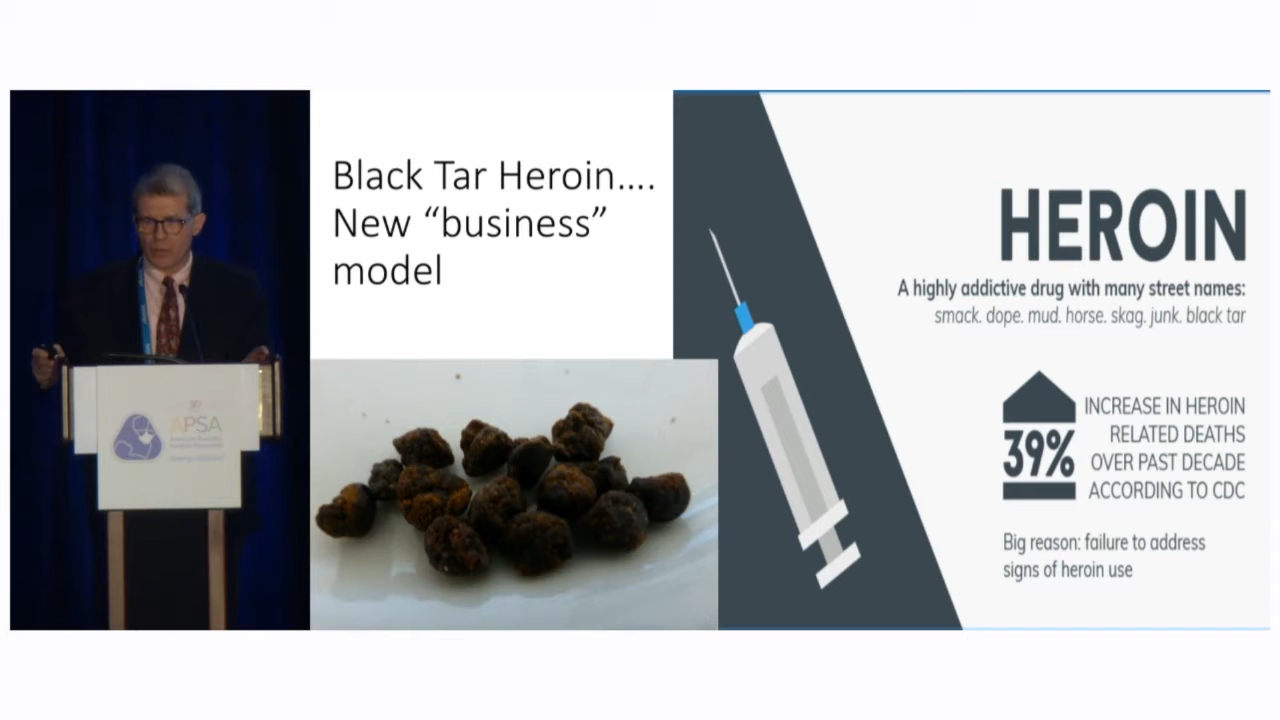 APSA
Black Tar Heroin....
New “business”
model
HEROIN
A highly addictive drug with many street names:
smack. dope. mud. horse. skag. junk. black tar
39%
INCREASE IN HEROIN
RELATED DEATHS
OVER PAST DECADE
ACCORDING TO CDC
Big reason: failure to address
signs of heroin use